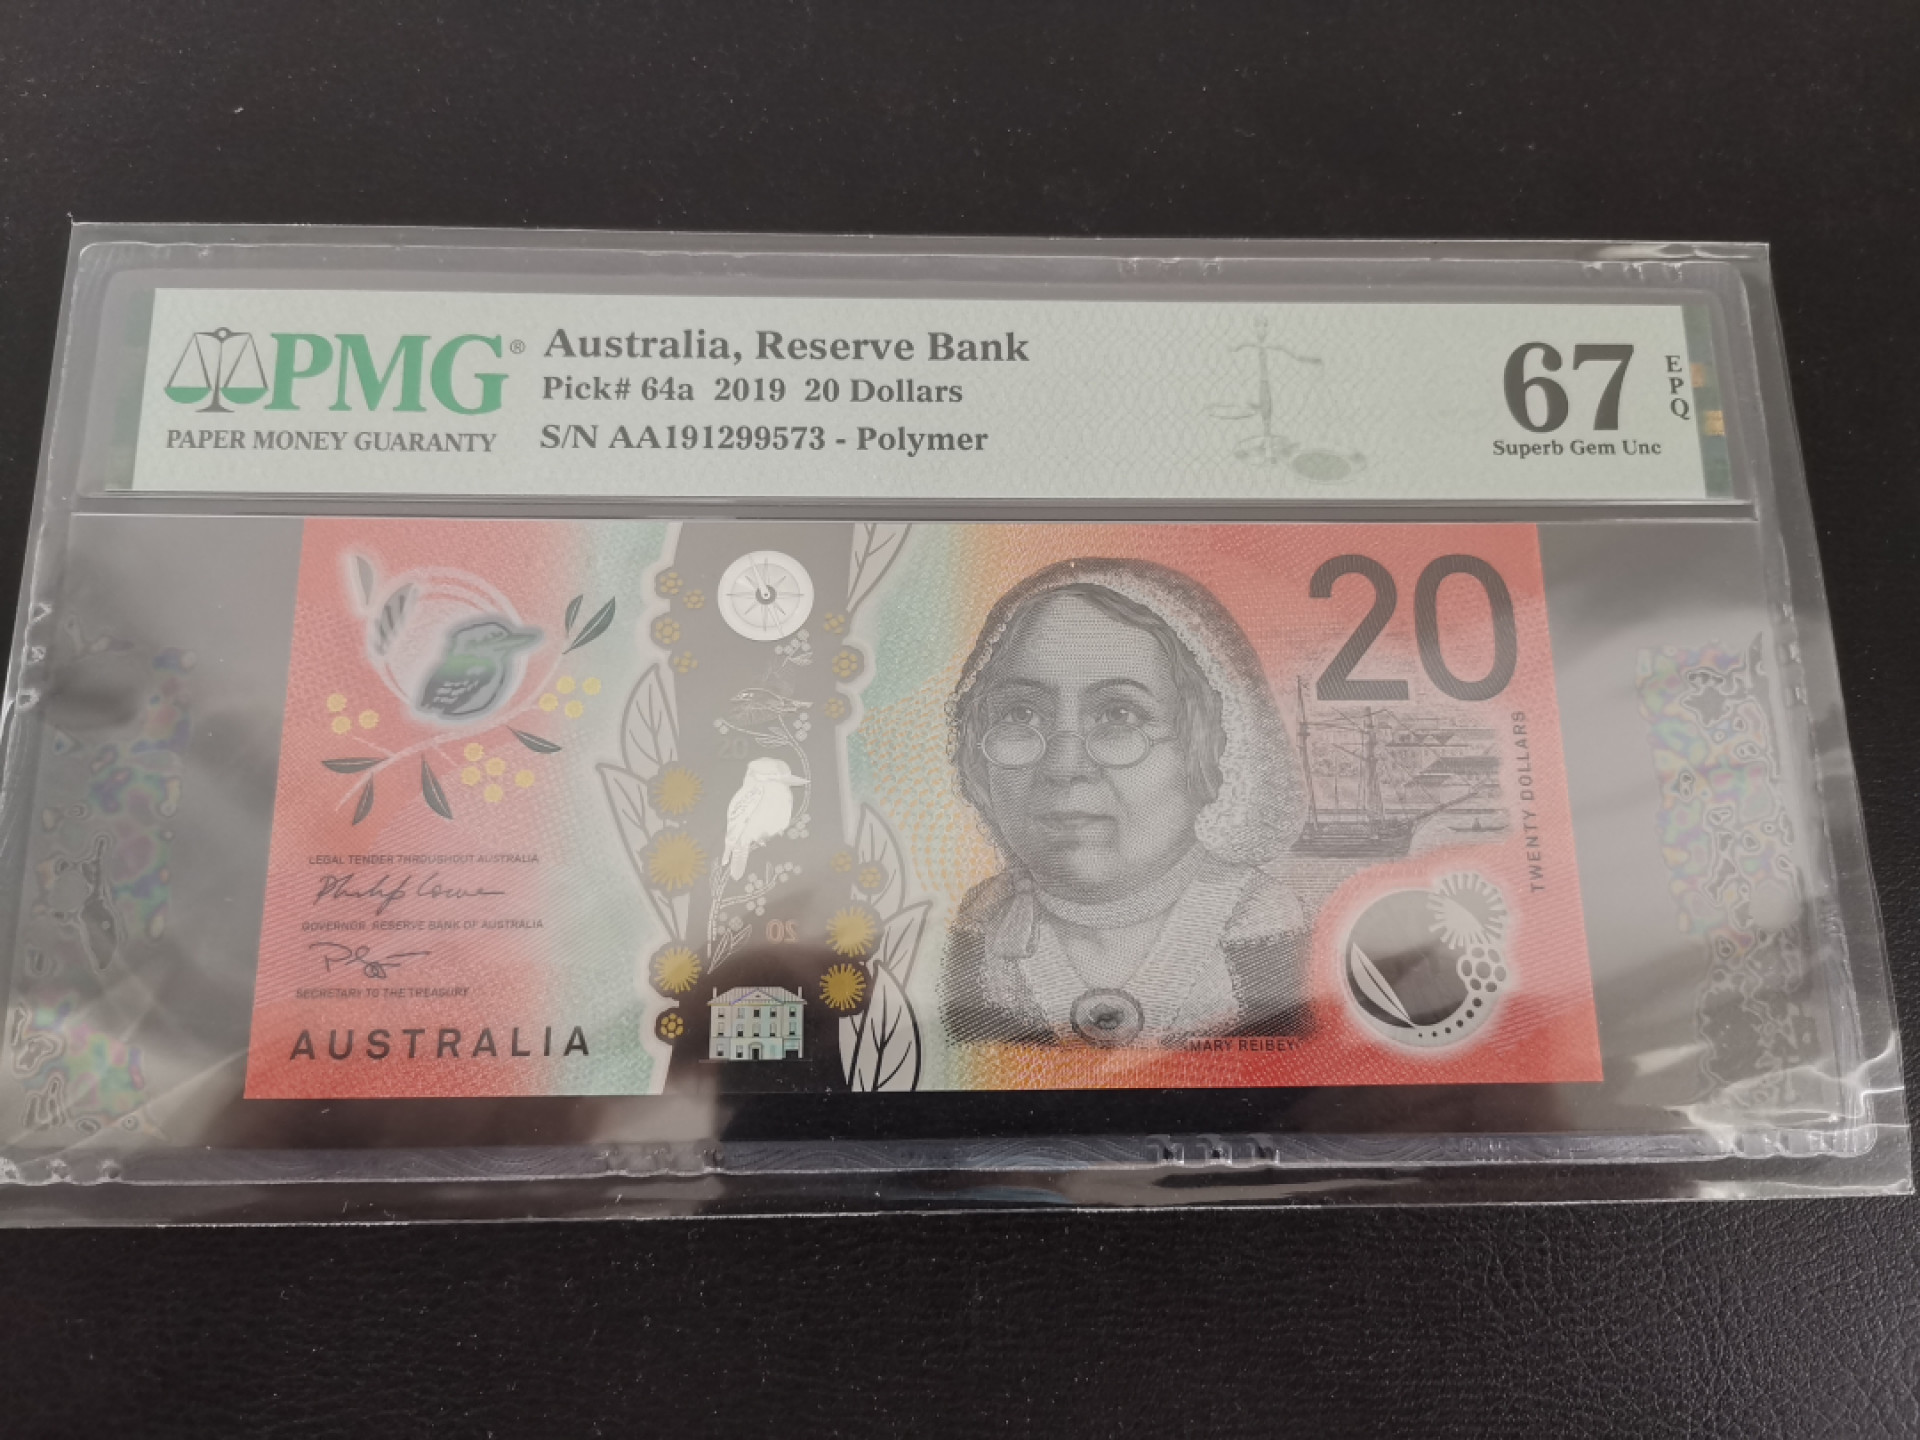 PMG®
PAPER MONEY GUARANTY
Australia, Reserve Bank
Pick# 64a 2019 20 Dollars
S/N AA191299573 - Polymer
67
EPQ
Superb Gem Unc
20
TWENTY DOLLARS
20
20
LEGAL TENDER THROUGHOUT AUSTRALIA
Philip Lowe
GOVERNOR, RESERVE BANK OF AUSTRALIA
SECRETARY TO THE TREASURY
AUSTRALIA
MARY REIBEY